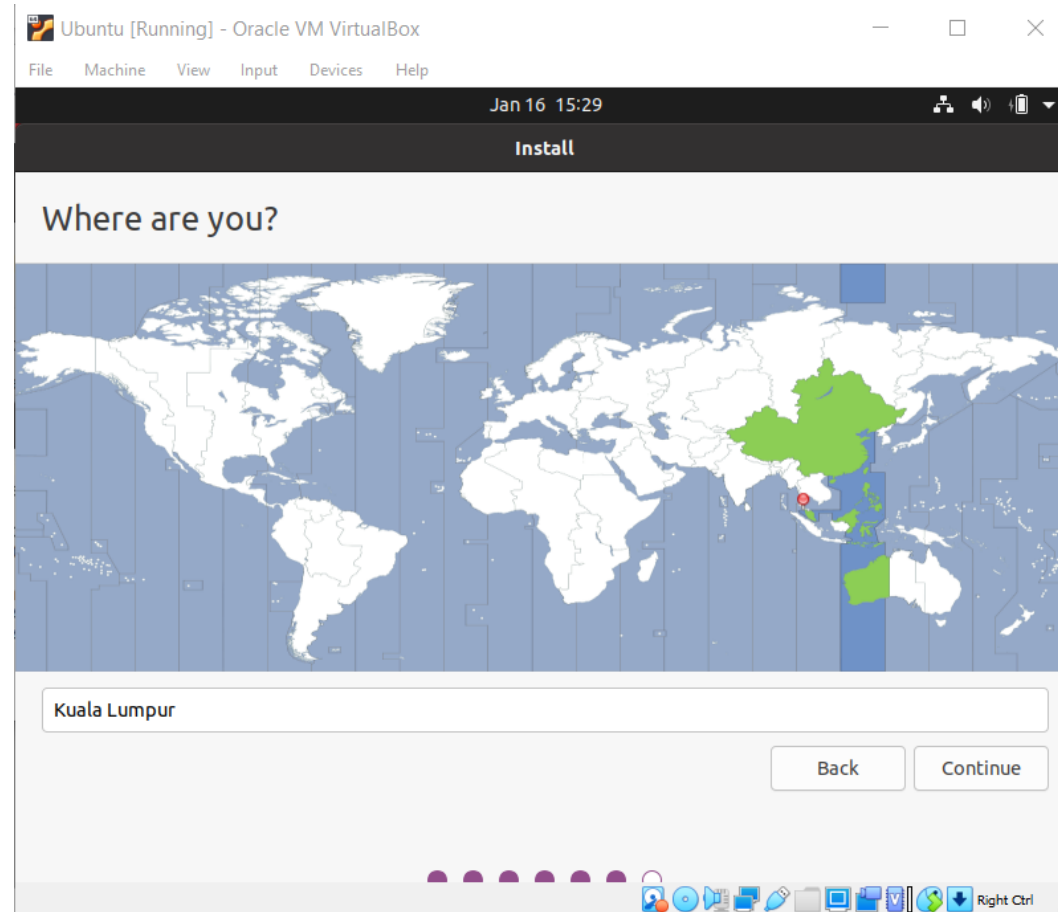 Ubuntu [Running] - Oracle VM VirtualBox
File Machine View Input Devices Help
Jan 16 15:29
Install
Where are you?
Kuala Lumpur
Back Continue
Right Ctrl